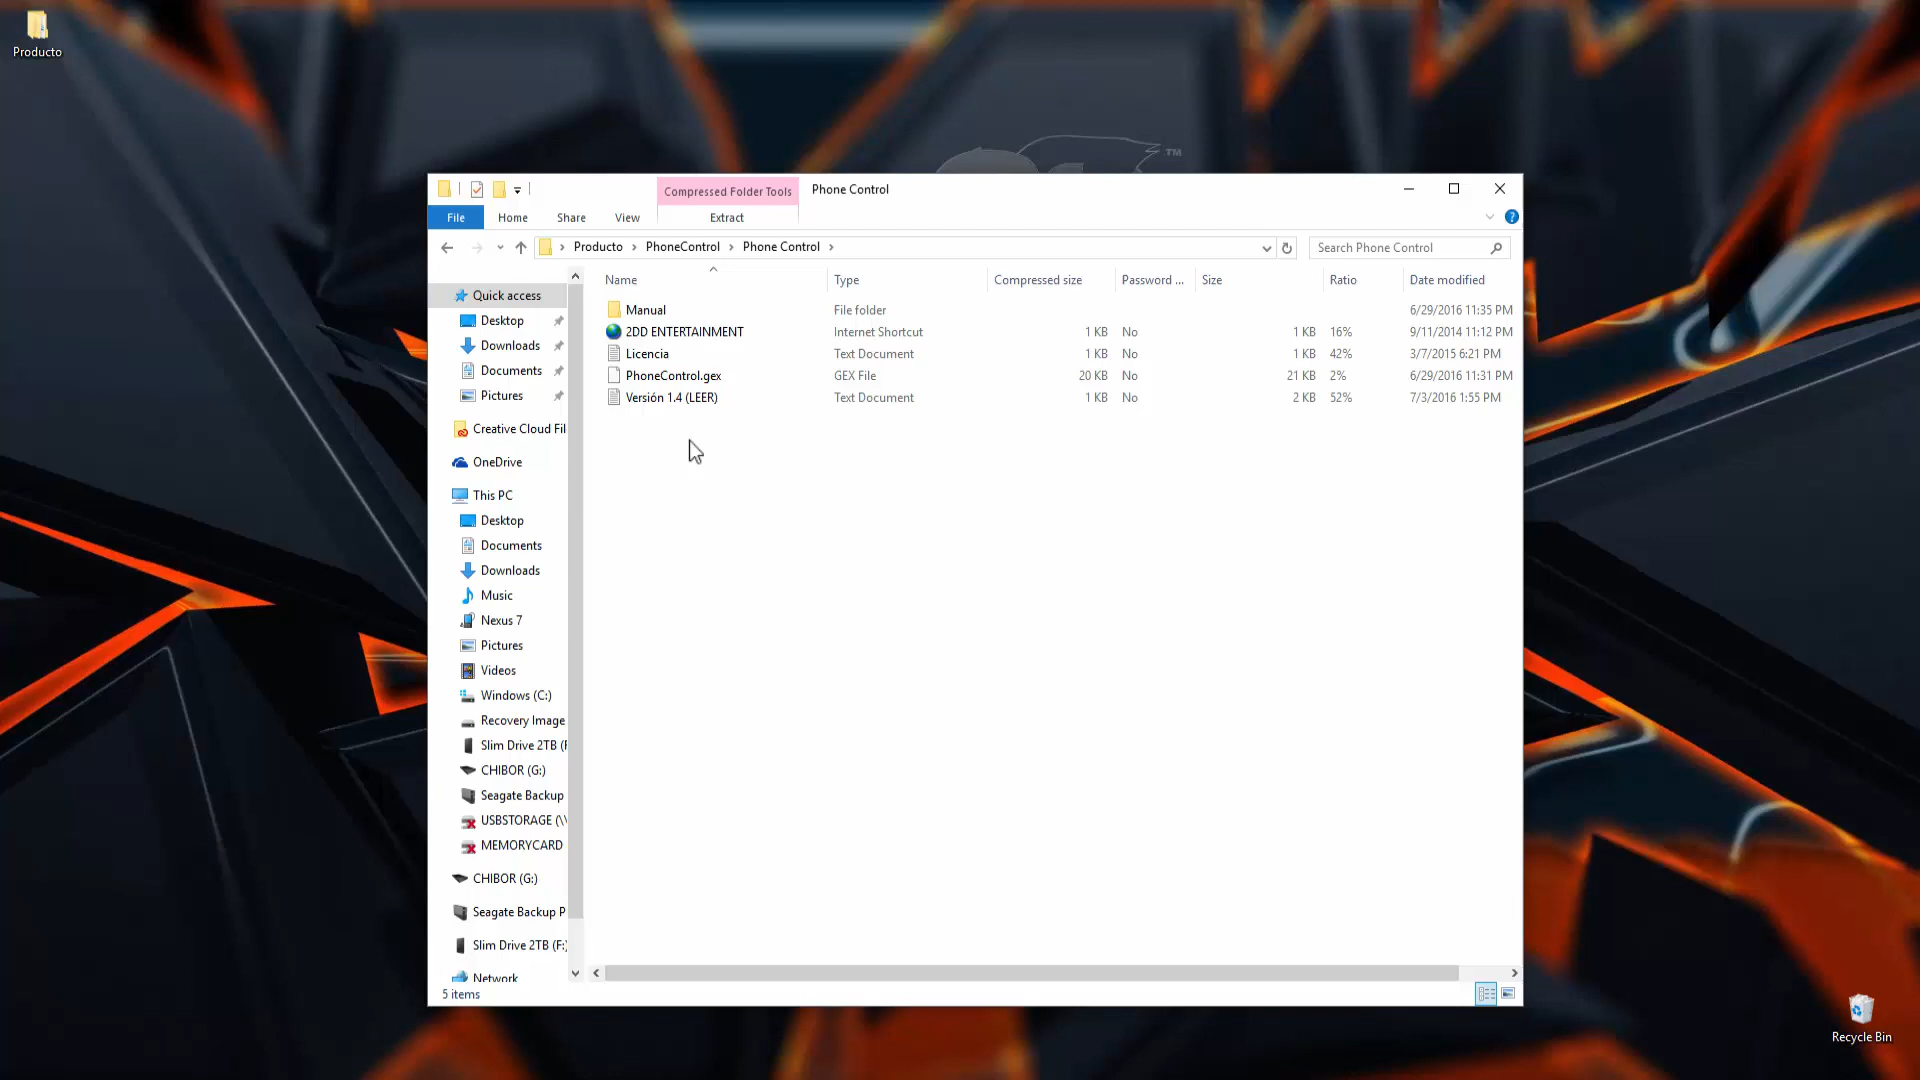 Producto
™
Compressed Folder Tools
Phone Control
File
Home
Share
View
Extract
Producto > PhoneControl > Phone Control >
Search Phone Control
Name
Type
Compressed size
Password ...
Size
Ratio
Date modified
Manual File folder 6/29/2016 11:35 PM
2DD ENTERTAINMENT Internet Shortcut 1 KB No 1 KB 16% 9/11/2014 11:12 PM
Licencia Text Document 1 KB No 1 KB 42% 3/7/2015 6:21 PM
PhoneControl.gex GEX File 20 KB No 21 KB 2% 6/29/2016 11:31 PM
Versión 1.4 (LEER) Text Document 1 KB No 2 KB 52% 7/3/2016 1:55 PM
Quick access
Desktop
Downloads
Documents
Pictures
Creative Cloud Fil
OneDrive
This PC
Desktop
Documents
Downloads
Music
Nexus 7
Pictures
Videos
Windows (C:)
Recovery Image
Slim Drive 2TB (F
CHIBOR (G:)
Seagate Backup
USBSTORAGE (\\
MEMORYCARD
CHIBOR (G:)
Seagate Backup P
Slim Drive 2TB (F:)
Network
5 items
Recycle Bin